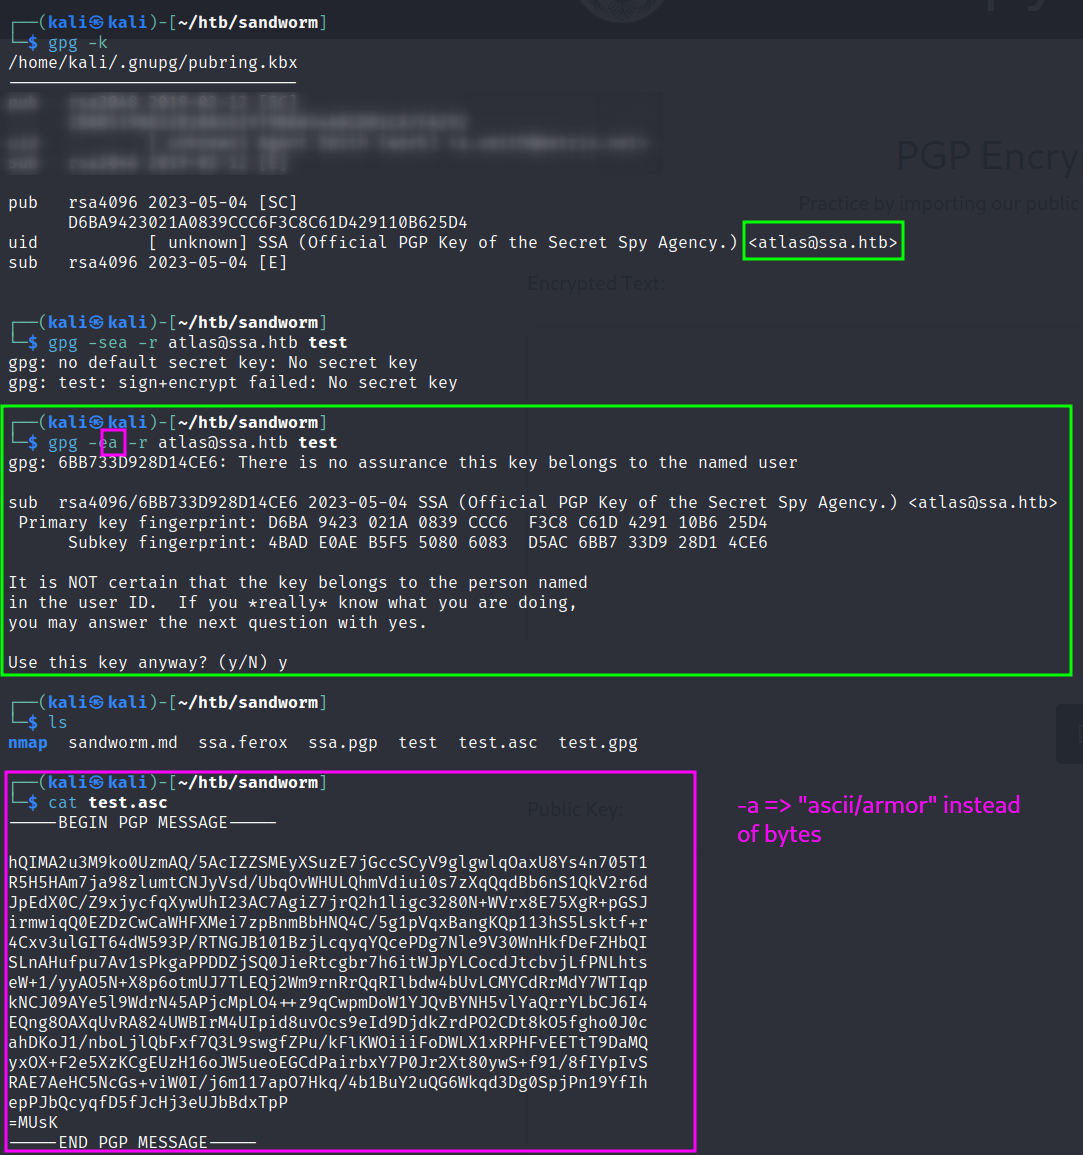 ┌──(kali㉿kali)-[~/htb/sandworm]
└─$ gpg -k
/home/kali/.gnupg/pubring.kbx
-----------------------------
pub   rsa4096 2023-05-04 [SC]
      D6BA9423021A0839CCC6F3C8C61D429110B625D4
uid           [ unknown] SSA (Official PGP Key of the Secret Spy Agency.) <atlas@ssa.htb>
sub   rsa4096 2023-05-04 [E]
PGP Encry
Practice by importing our public
Encrypted Text:
┌──(kali㉿kali)-[~/htb/sandworm]
└─$ gpg -sea -r atlas@ssa.htb test
gpg: no default secret key: No secret key
gpg: test: sign+encrypt failed: No secret key
┌──(kali㉿kali)-[~/htb/sandworm]
└─$ gpg -ea -r atlas@ssa.htb test
gpg: 6BB733D928D14CE6: There is no assurance this key belongs to the named user
sub  rsa4096/6BB733D928D14CE6 2023-05-04 SSA (Official PGP Key of the Secret Spy Agency.) <atlas@ssa.htb>
 Primary key fingerprint: D6BA 9423 021A 0839 CCC6  F3C8 C61D 4291 10B6 25D4
      Subkey fingerprint: 4BAD E0AE B5F5 5080 6083  D5AC 6BB7 33D9 28D1 4CE6
It is NOT certain that the key belongs to the person named
in the user ID.  If you *really* know what you are doing,
you may answer the next question with yes.
Use this key anyway? (y/N) y
┌──(kali㉿kali)-[~/htb/sandworm]
└─$ ls
nmap  sandworm.md  ssa.ferox  ssa.pgp  test  test.asc  test.gpg
┌──(kali㉿kali)-[~/htb/sandworm]
└─$ cat test.asc
-----BEGIN PGP MESSAGE-----
Public Key:
-a => "ascii/armor" instead
of bytes
hQIMA2u3M9ko0UzmAQ/5AcIZZSMEyXSuzE7jGccSCyV9glgwlqOaxU8Ys4n705T1
R5H5HAm7ja98zlumtCNJyVsd/UbqOvWHULQhmVdiui0s7zXqQqdBb6nS1QkV2r6d
JpEdX0C/Z9xjycfqXywUhI23AC7AgiZ7jrQ2h1ligc3280N+WVrx8E75XgR+pGSJ
irmwiqQ0EZDzCwCaWHFXMei7zpBnmBbHNQ4C/5g1pVqxBangKQp113hS5Lsktf+r
4Cxv3ulGIT64dW593P/RTNGJB101BzjLcqyqYQcePDg7Nle9V30WnHkfDeFZHbQI
SLnAHufpu7Av1sPkgaPPDDZjSQ0JieRtcgbr7h6itWJpYLCocdJtcbvjLfPNLhts
eW+1/yyAO5N+X8p6otmUJ7TLEQj2Wm9rnRrQqRIlbdw4bUvLCMYCdRrMdY7WTIqp
kNCJ09AYe5l9WdrN45APjcMpLO4++z9qCwpmDoW1YJQvBYNH5vlYaQrrYLbCJ6I4
EQng8OAXqUvRA824UWBIrM4UIpid8uvOcs9eId9DjdkZrdPO2CDt8kO5fgho0J0c
ahDKoJ1/nboLjlQbFxf7Q3L9swgfZPu/kFlKWOiiiFoDWLX1xRPHFvEETtT9DaMQ
yxOX+F2e5XzKCgEUzH16oJW5ueoEGCdPairbxY7P0Jr2Xt80ywS+f91/8fIYpIvS
RAE7AeHC5NcGs+viW0I/j6m117apO7Hkq/4b1BuY2uQG6Wkqd3Dg0SpjPn19YfIh
epPJbQcyqfD5fJcHj3eUJbBdxTpP
=MUsK
-----END PGP MESSAGE-----